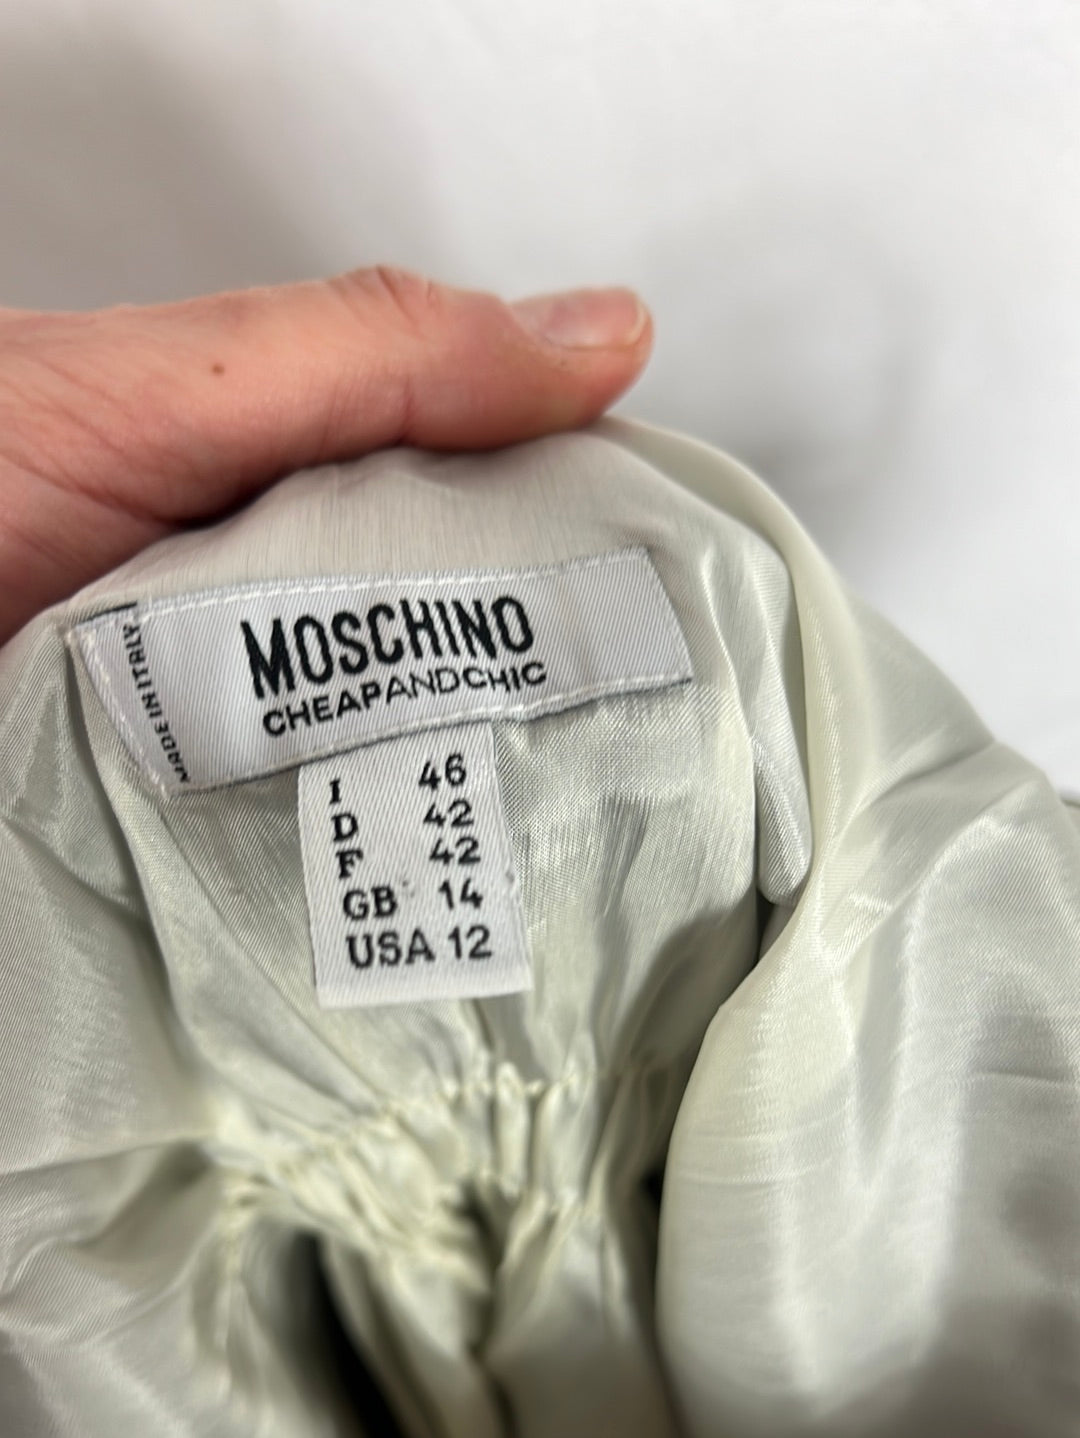 MOSCHINO
CHEAPANDCHIC
MADE IN ITALY
I 46
D 42
F 42
GB 14
USA 12